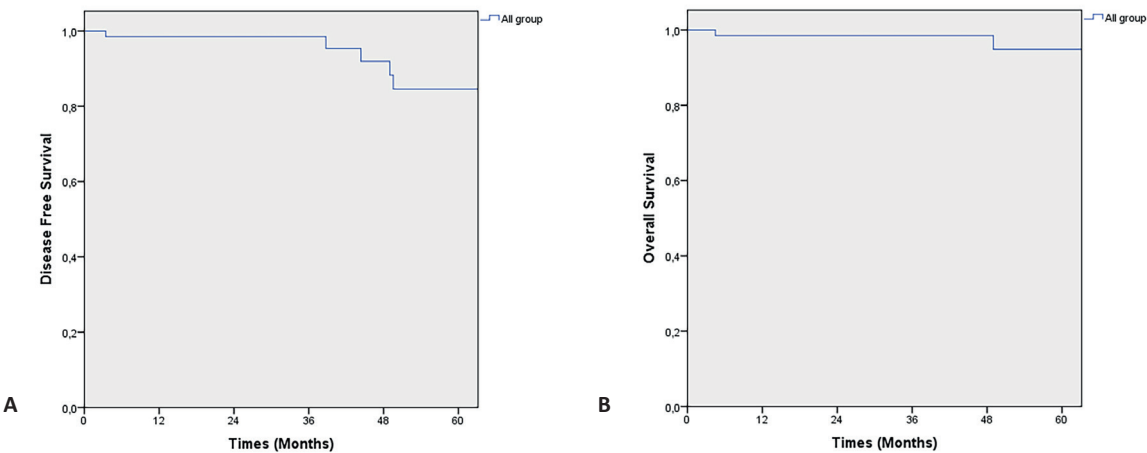 All group
1,0
0,8
0,6
0,4
0,2
0,0
Disease Free Survival
0 12 24 36 48 60
Times (Months)
A
All group
1,0
0,8
0,6
0,4
0,2
0,0
Overall Survival
0 12 24 36 48 60
Times (Months)
B